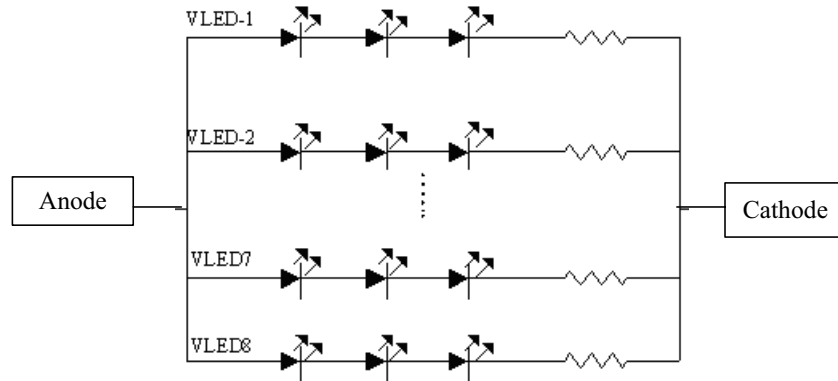 VLED-1
VLED-2
Anode
Cathode
VLED7
VLED8